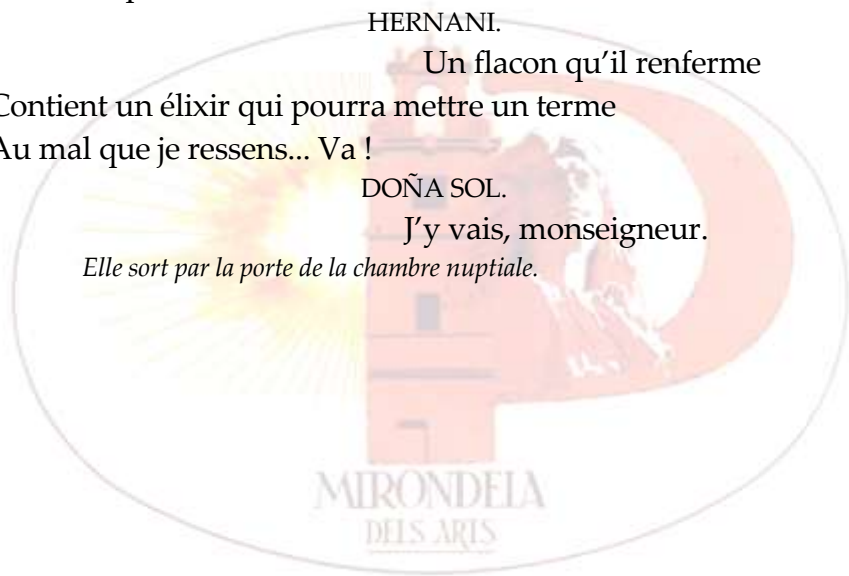 HERNANI.
Un flacon qu’il renferme
Contient un élixir qui pourra mettre un terme
Au mal que je ressens... Va !
DOÑA SOL.
J’y vais, monseigneur.
Elle sort par la porte de la chambre nuptiale.
MIRONDELA
DELS ARTS